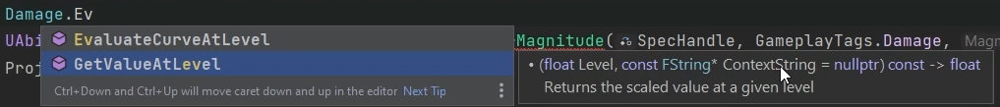 Damage.Ev
UAbi
EvaluateCurveAtLevel
Magnitude( SpecHandle, GameplayTags.Damage, Magn
Proj
GetValueAtLevel
• (float Level, const FString* ContextString = nullptr) const -> float
Ctrl+Down and Ctrl+Up will move caret down and up in the editor Next Tip
Returns the scaled value at a given level